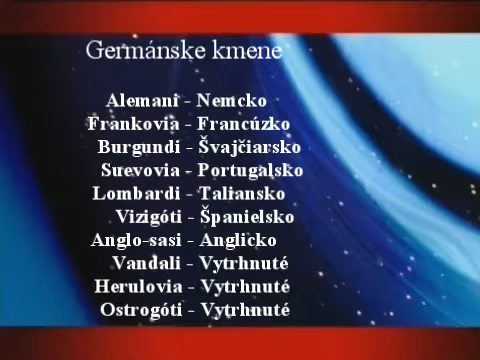 Germánske kmene
Alemani - Nemcko
Frankovia - Francúzko
Burgundi - Švajčiarsko
Suevovia - Portugalsko
Lombardi - Taliansko
Vizigóti - Španielsko
Anglo-sasi - Anglicko
Vandali - Vytrhnuté
Herulovia - Vytrhnuté
Ostrogóti - Vytrhnuté